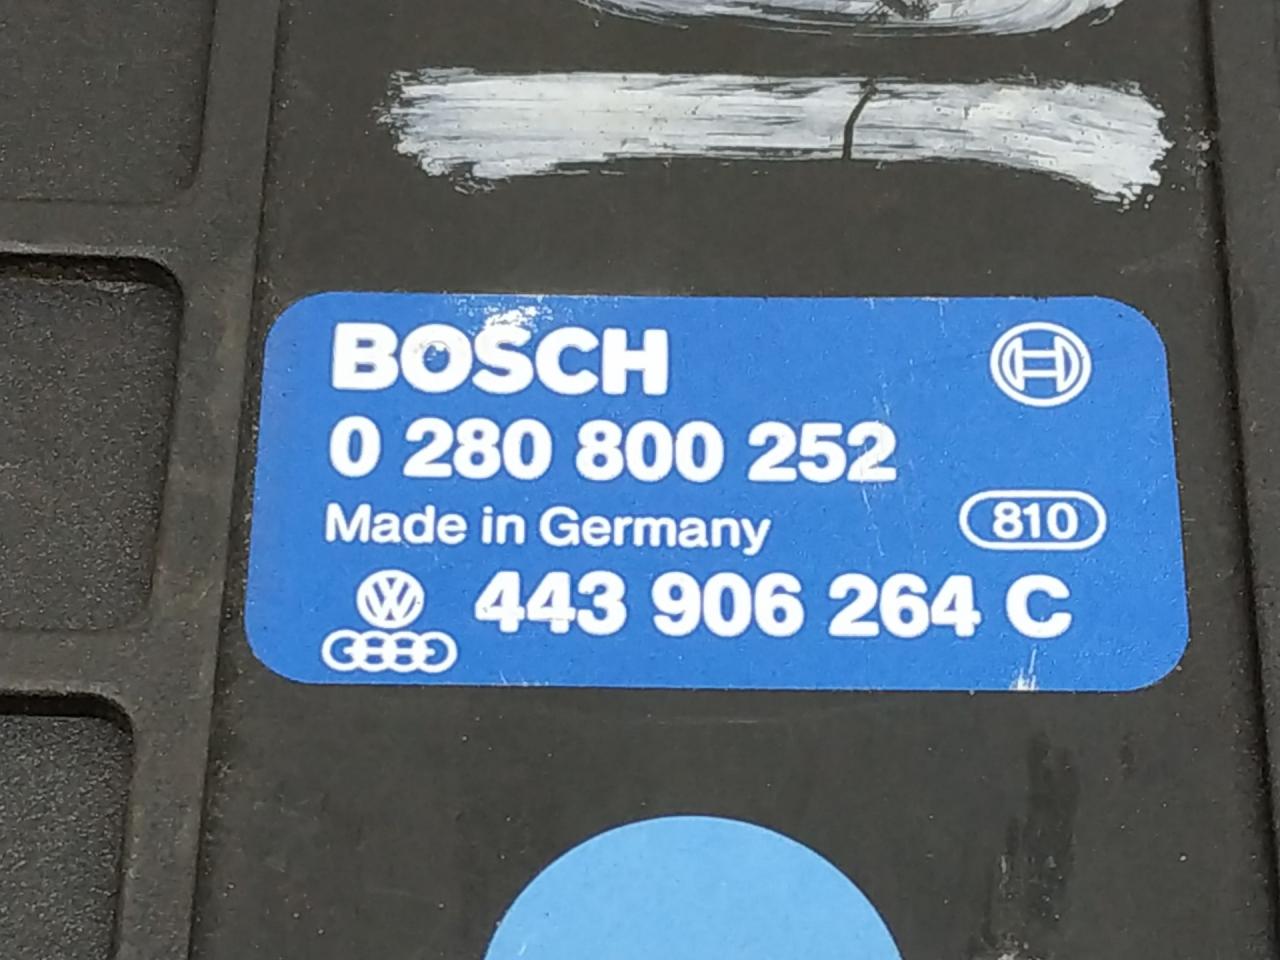 BOSCH
0 280 800 252
Made in Germany 810
443 906 264 C